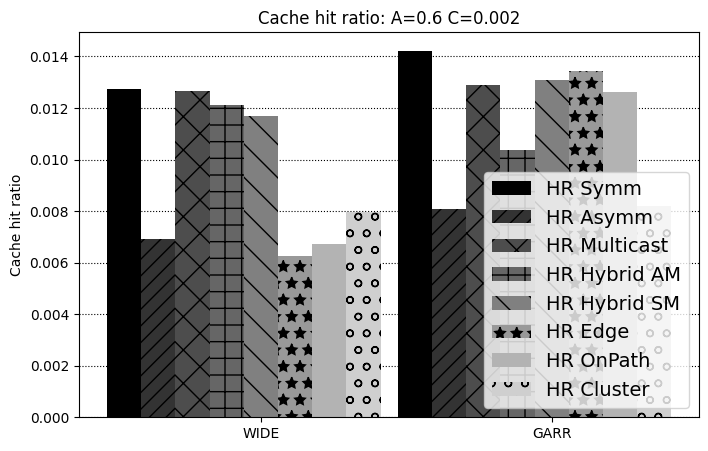 Cache hit ratio: A=0.6 C=0.002
Cache hit ratio
0.014
0.012
0.010
0.008
0.006
0.004
0.002
0.000
WIDE
GARR
HR Symm
HR Asymm
HR Multicast
HR Hybrid AM
HR Hybrid SM
HR Edge
HR OnPath
HR Cluster